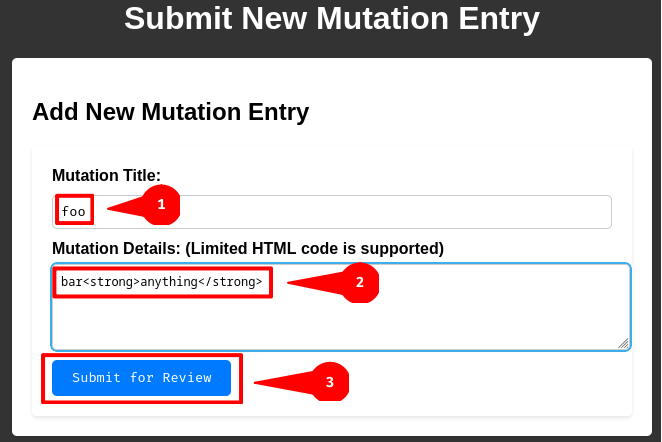 Submit New Mutation Entry
Add New Mutation Entry
Mutation Title:
foo
1
Mutation Details: (Limited HTML code is supported)
bar<strong>anything</strong>
2
Submit for Review
3